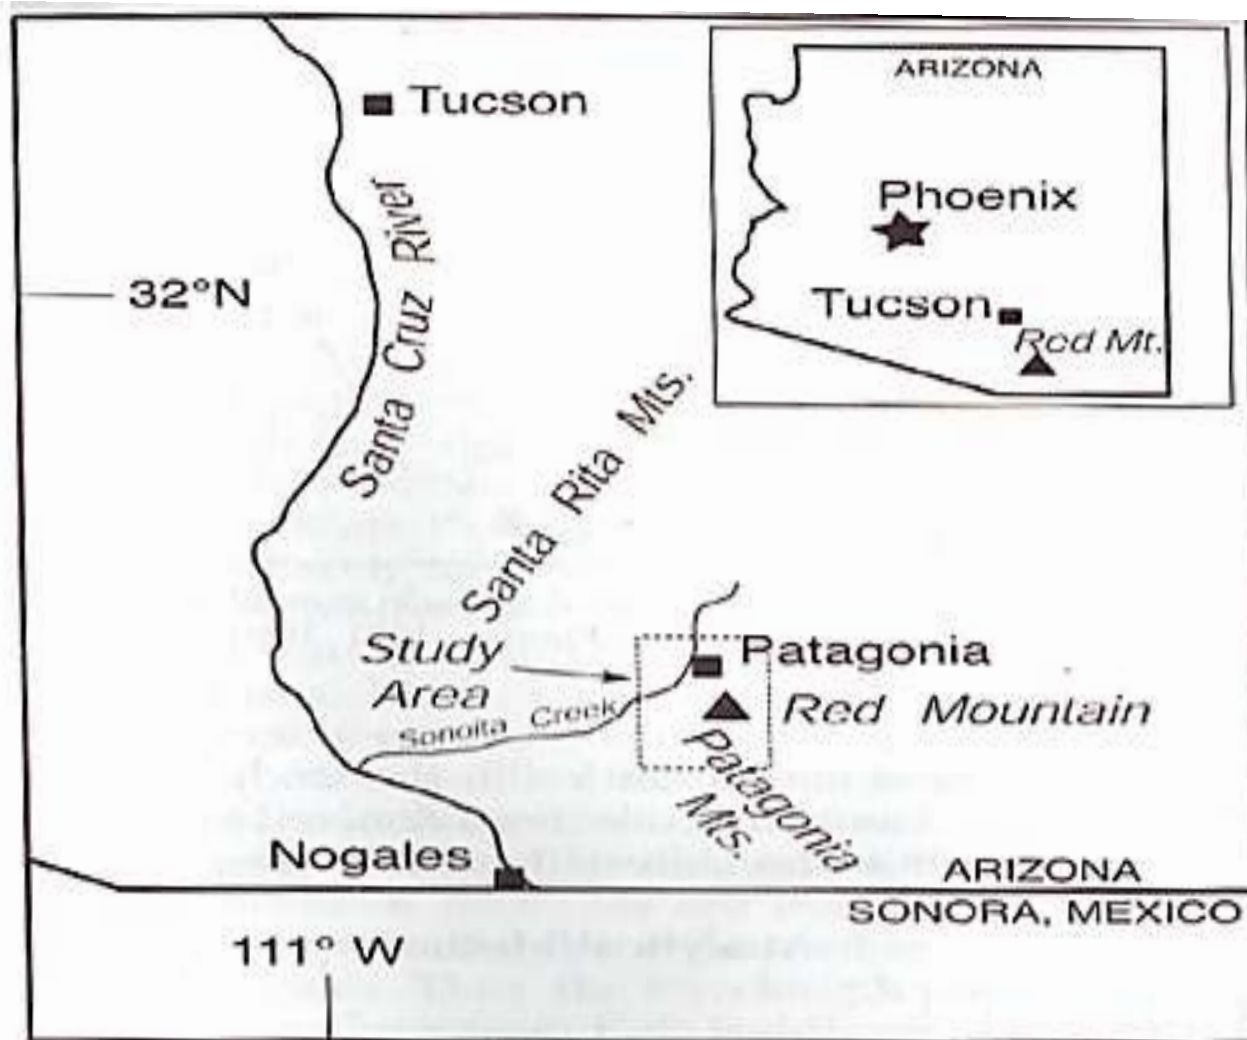 ARIZONA
Tucson
Phoenix
Santa Cruz River
32°N
Tucson
Red Mt.
Santa Rita Mts.
Study
Area
Patagonia
Red Mountain
Sonoita Creek
Patagonia
Mts.
Nogales
ARIZONA
SONORA, MEXICO
111° W